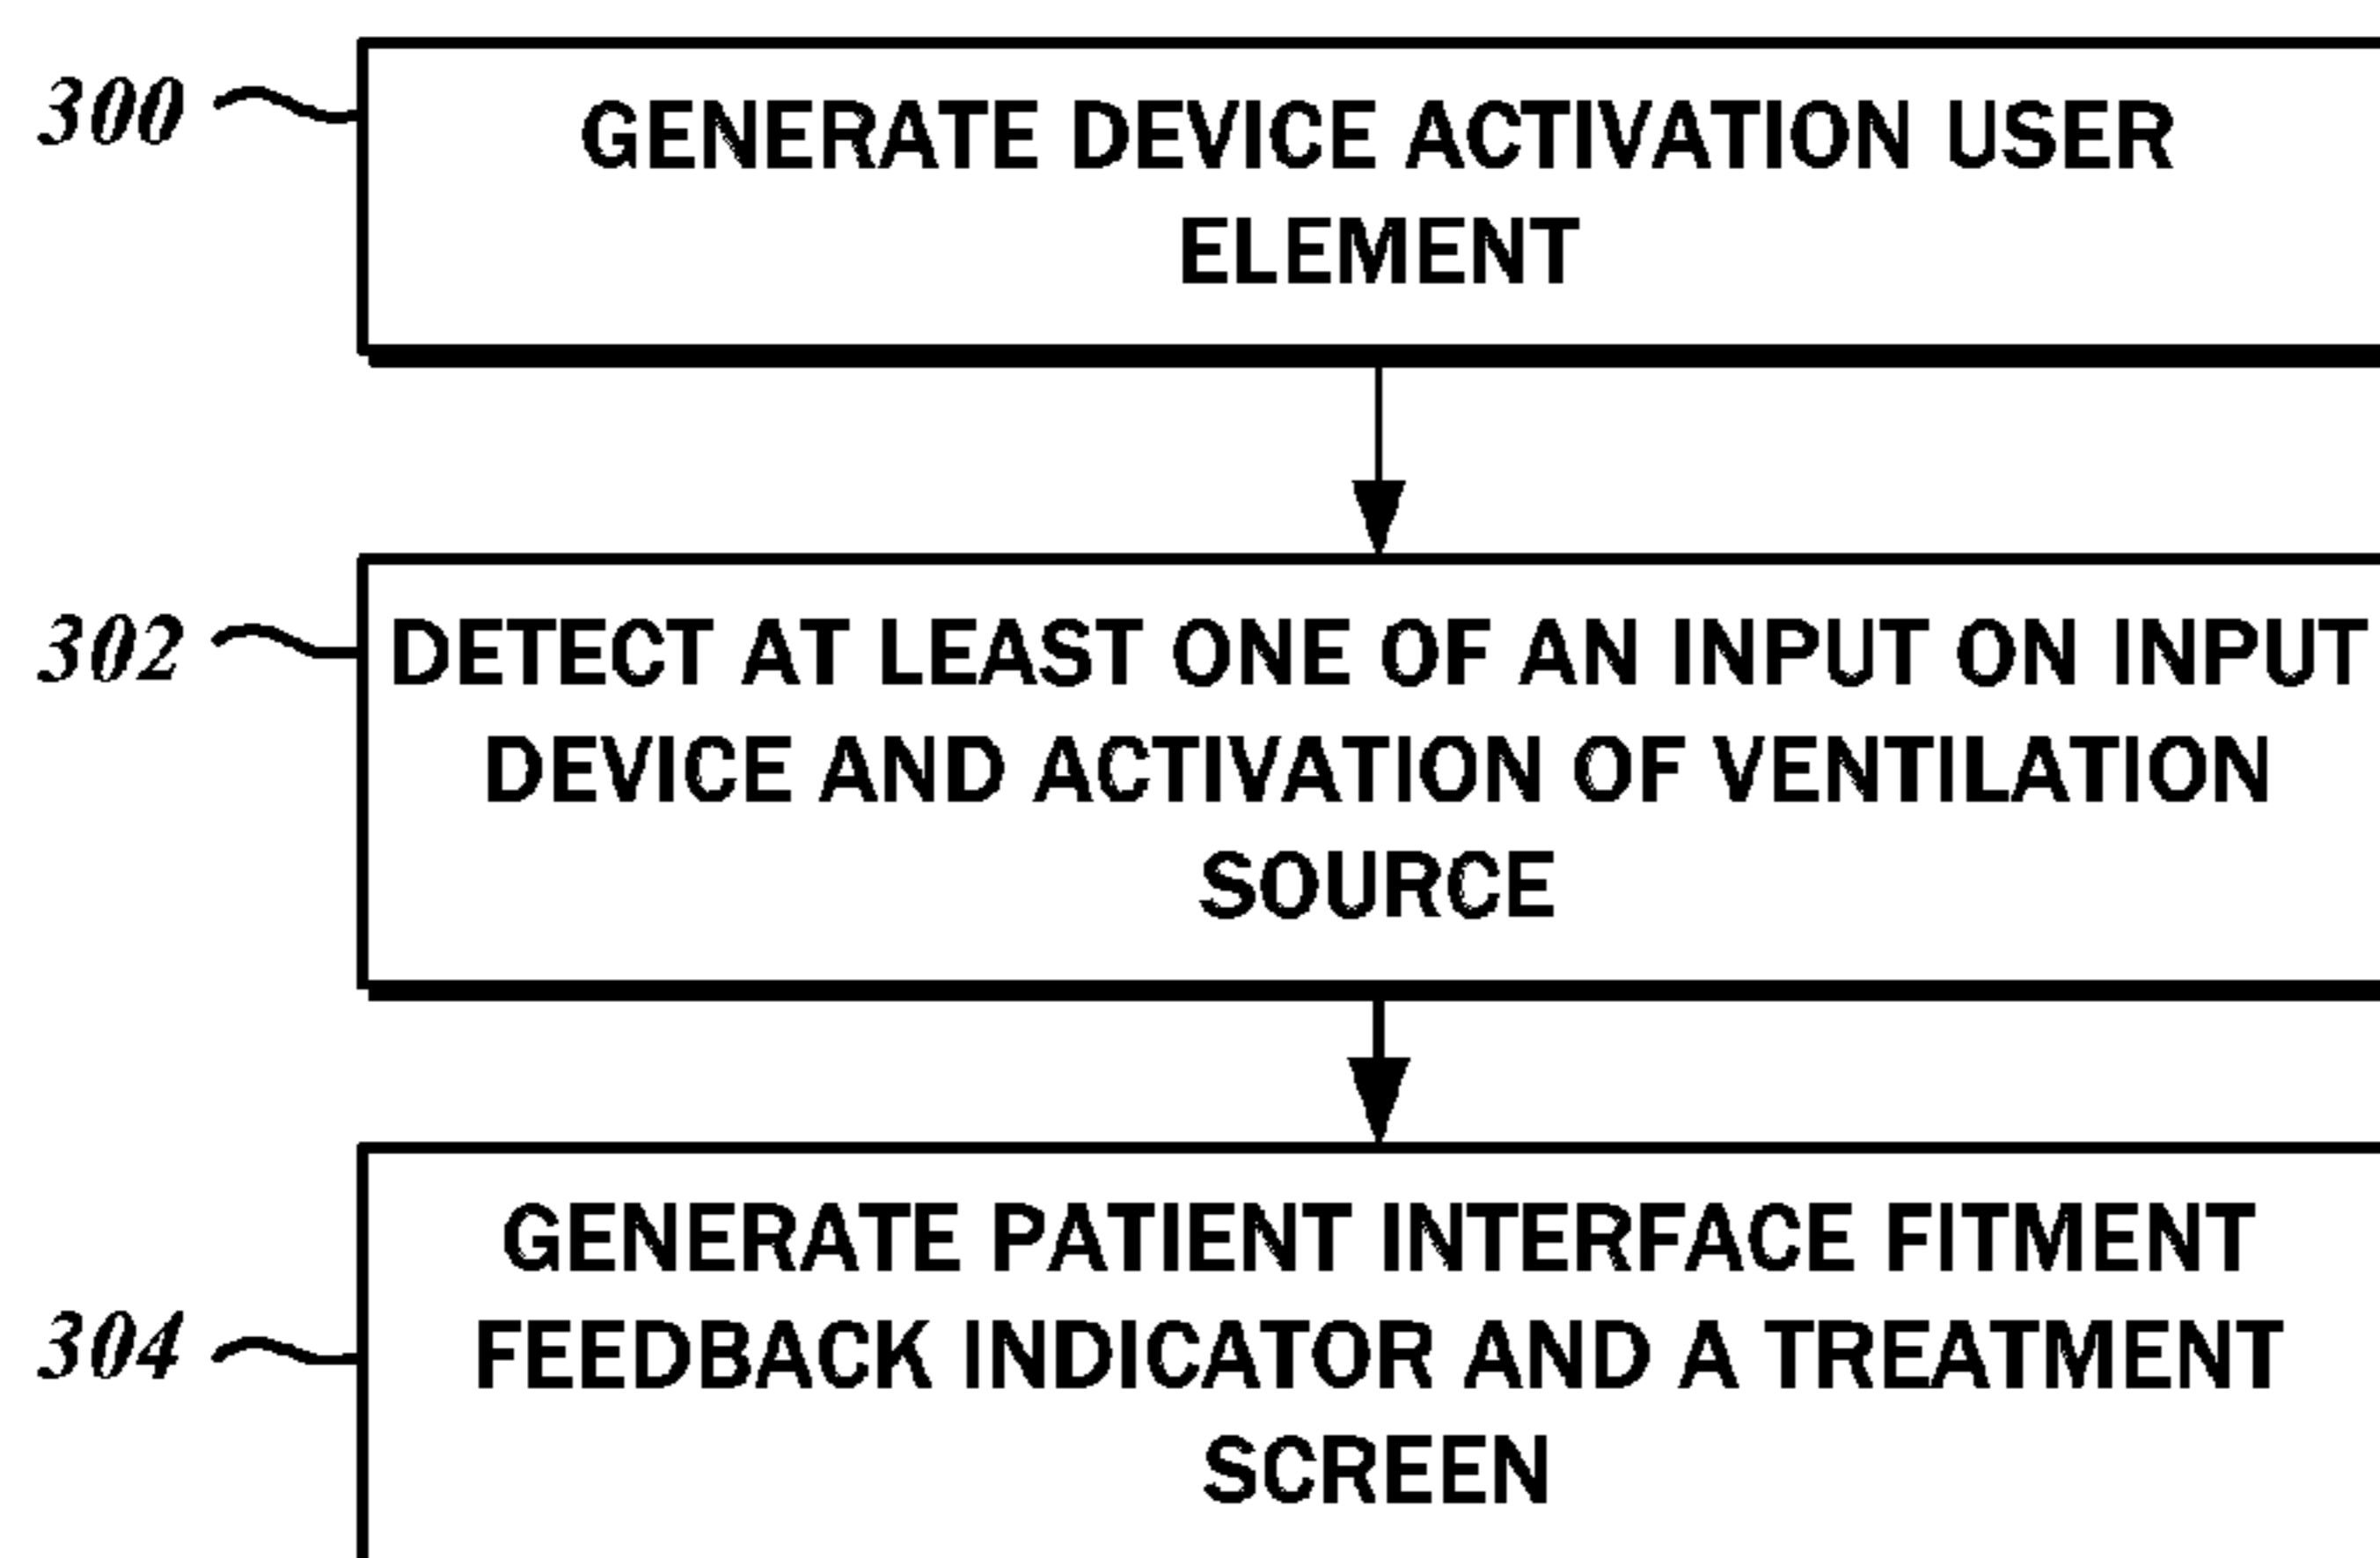 300
GENERATE DEVICE ACTIVATION USER
ELEMENT
302
DETECT AT LEAST ONE OF AN INPUT ON INPUT
DEVICE AND ACTIVATION OF VENTILATION
SOURCE
GENERATE PATIENT INTERFACE FITMENT
304
FEEDBACK INDICATOR AND A TREATMENT
SCREEN